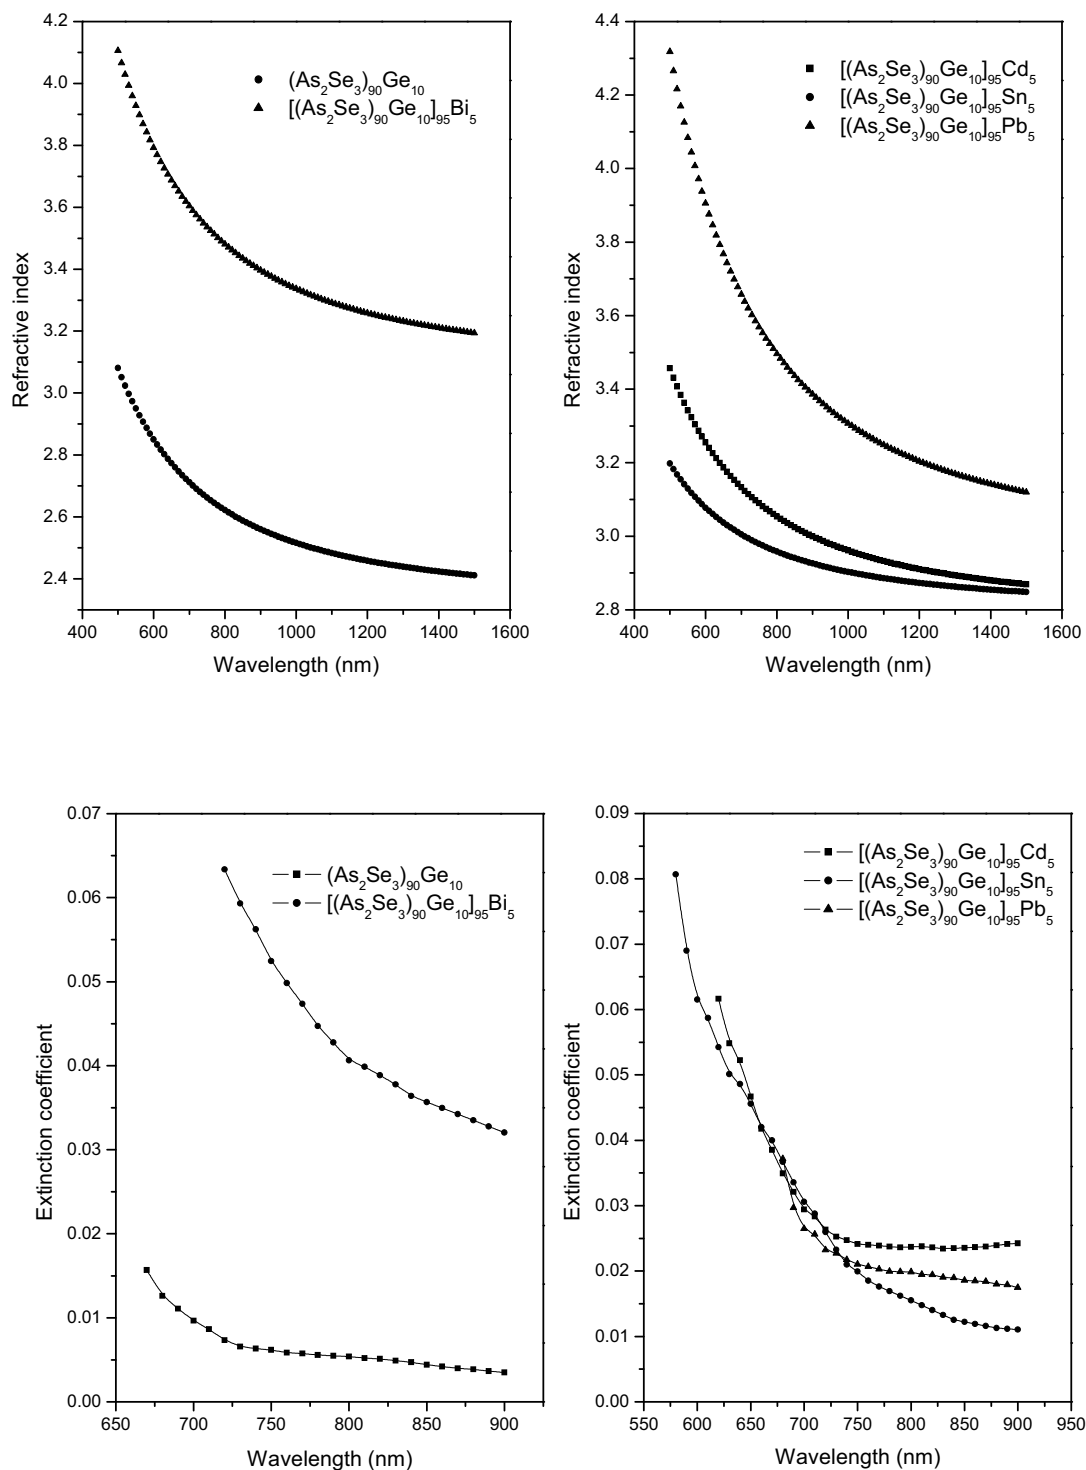 4.2
4.0
3.8
3.6
3.4
3.2
3.0
2.8
2.6
2.4
Refractive index
(As₂Se₃)₉₀Ge₁₀
[(As₂Se₃)₉₀Ge₁₀]₉₅Bi₅
400 600 800 1000 1200 1400 1600
Wavelength (nm)
4.4
4.2
4.0
3.8
3.6
3.4
3.2
3.0
2.8
Refractive index
[(As₂Se₃)₉₀Ge₁₀]₉₅Cd₅
[(As₂Se₃)₉₀Ge₁₀]₉₅Sn₅
[(As₂Se₃)₉₀Ge₁₀]₉₅Pb₅
400 600 800 1000 1200 1400 1600
Wavelength (nm)
0.07
0.06
0.05
0.04
0.03
0.02
0.01
0.00
Extinction coefficient
(As₂Se₃)₉₀Ge₁₀
[(As₂Se₃)₉₀Ge₁₀]₉₅Bi₅
650 700 750 800 850 900
Wavelength (nm)
0.09
0.08
0.07
0.06
0.05
0.04
0.03
0.02
0.01
0.00
Extinction coefficient
[(As₂Se₃)₉₀Ge₁₀]₉₅Cd₅
[(As₂Se₃)₉₀Ge₁₀]₉₅Sn₅
[(As₂Se₃)₉₀Ge₁₀]₉₅Pb₅
550 600 650 700 750 800 850 900 950
Wavelength (nm)